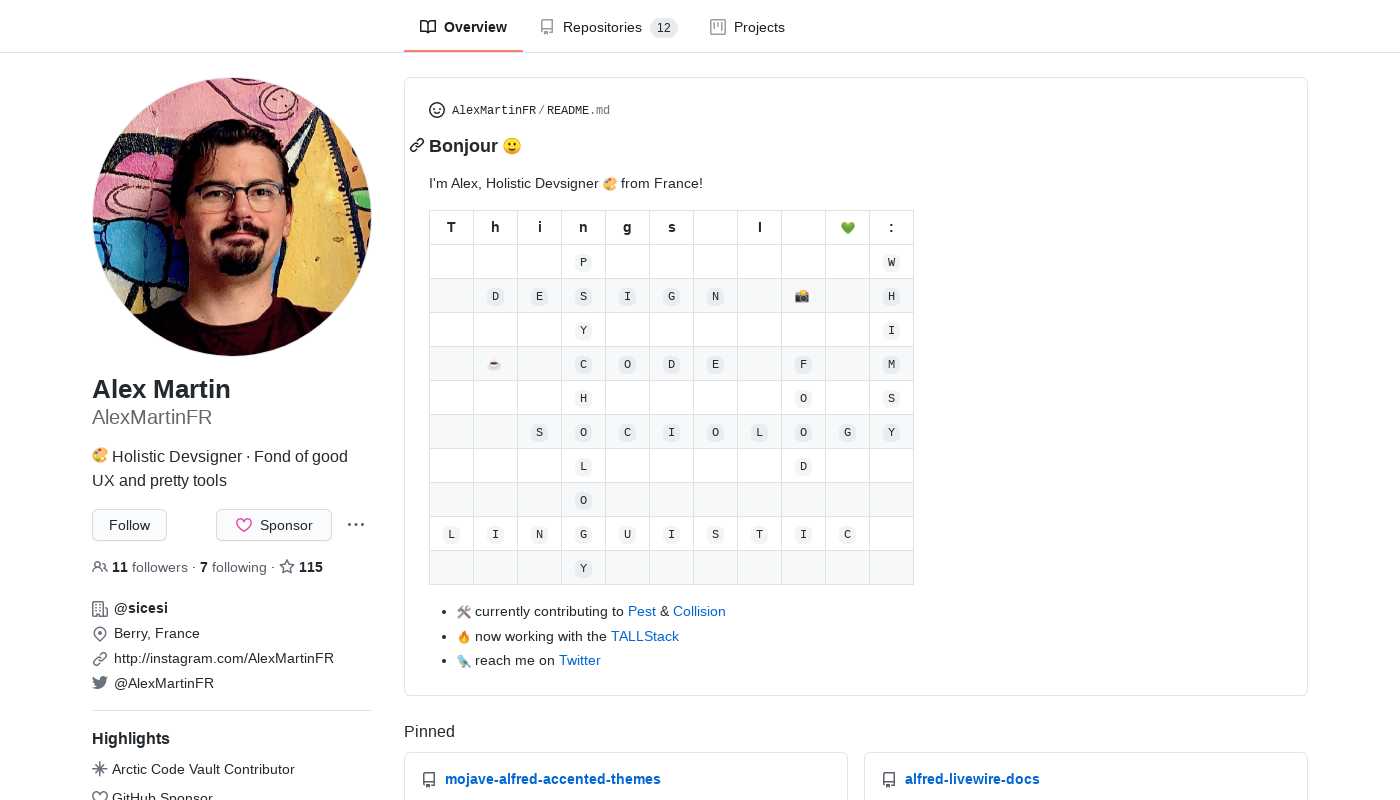 Overview Repositories 12 Projects
AlexMartinFR/README.md
Bonjour 🙂
I'm Alex, Holistic Devsigner 🎨 from France!
T h i n g s I 💚 :
P W
D E S I G N 📸 H
Y I
☕ C O D E F M
H O S
S O C I O L O G Y
L D
O
L I N G U I S T I C
Y
🛠 currently contributing to Pest & Collision
🔥 now working with the TALLStack
reach me on Twitter
Alex Martin
AlexMartinFR
🎨 Holistic Devsigner · Fond of good
UX and pretty tools
Follow Sponsor ...
11 followers · 7 following · 115
@sicesi
Berry, France
http://instagram.com/AlexMartinFR
@AlexMartinFR
Highlights
Arctic Code Vault Contributor
GitHub Sponsor
Pinned
mojave-alfred-accented-themes
alfred-livewire-docs